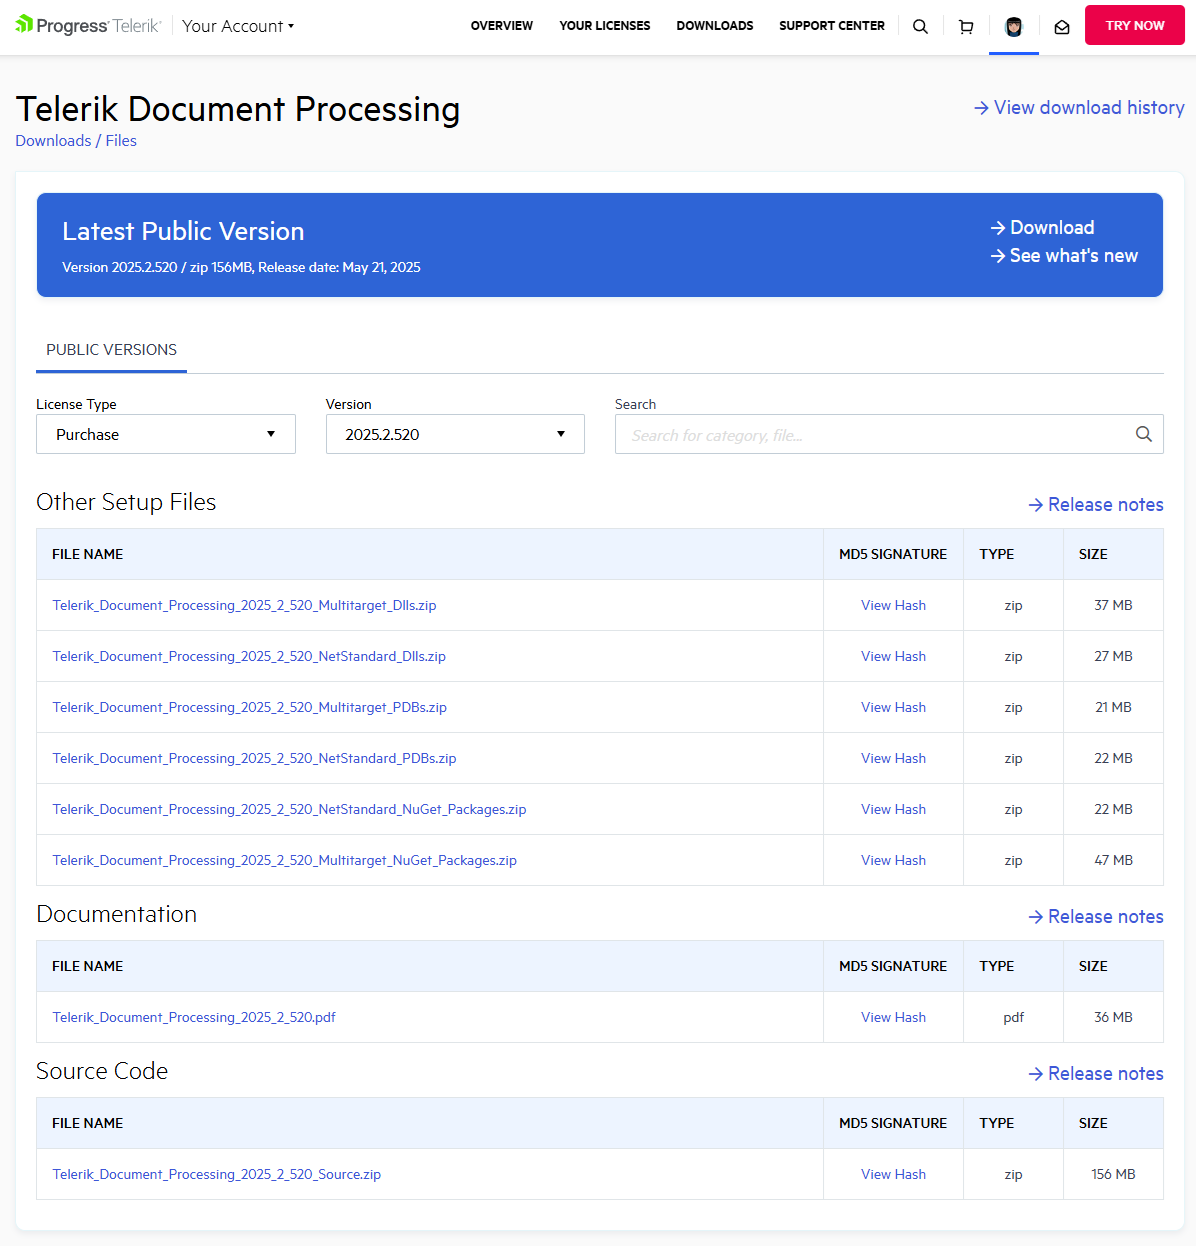 Progress Telerik
Your Account
OVERVIEW
YOUR LICENSES
DOWNLOADS
SUPPORT CENTER
TRY NOW
Telerik Document Processing
View download history
Downloads / Files
Latest Public Version
Version 2025.2.520 / zip 156MB, Release date: May 21, 2025
Download
See what's new
PUBLIC VERSIONS
License Type
Version
Search
Purchase
2025.2.520
Search for category, file...
Other Setup Files
Release notes
FILE NAME MD5 SIGNATURE TYPE SIZE
Telerik_Document_Processing_2025_2_520_Multitarget_Dlls.zip View Hash zip 37 MB
Telerik_Document_Processing_2025_2_520_NetStandard_Dlls.zip View Hash zip 27 MB
Telerik_Document_Processing_2025_2_520_Multitarget_PDBs.zip View Hash zip 21 MB
Telerik_Document_Processing_2025_2_520_NetStandard_PDBs.zip View Hash zip 22 MB
Telerik_Document_Processing_2025_2_520_NetStandard_NuGet_Packages.zip View Hash zip 22 MB
Telerik_Document_Processing_2025_2_520_Multitarget_NuGet_Packages.zip View Hash zip 47 MB
Documentation
Release notes
FILE NAME MD5 SIGNATURE TYPE SIZE
Telerik_Document_Processing_2025_2_520.pdf View Hash pdf 36 MB
Source Code
Release notes
FILE NAME MD5 SIGNATURE TYPE SIZE
Telerik_Document_Processing_2025_2_520_Source.zip View Hash zip 156 MB